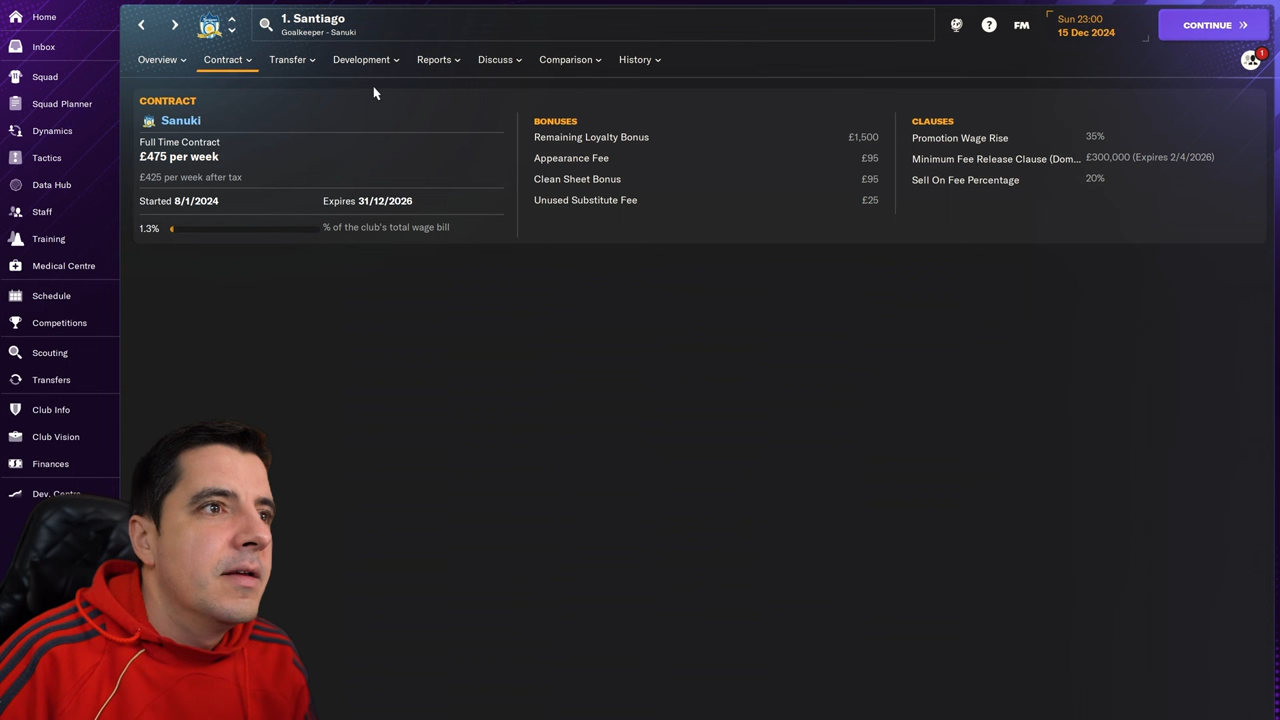 Home
Inbox
Squad
Squad Planner
Dynamics
Tactics
Data Hub
Staff
Training
Medical Centre
Schedule
Competitions
Scouting
Transfers
Club Info
Club Vision
Finances
Dev. Centre
1. Santiago
Goalkeeper - Sanuki
FM
Sun 23:00
15 Dec 2024
CONTINUE
1
Overview
Contract
Transfer
Development
Reports
Discuss
Comparison
History
CONTRACT
Sanuki
Full Time Contract
£475 per week
£425 per week after tax
Started 8/1/2024 Expires 31/12/2026
1.3% % of the club's total wage bill
BONUSES
Remaining Loyalty Bonus £1,500
Appearance Fee £95
Clean Sheet Bonus £95
Unused Substitute Fee £25
CLAUSES
Promotion Wage Rise 35%
Minimum Fee Release Clause (Dom... £300,000 (Expires 2/4/2026)
Sell On Fee Percentage 20%